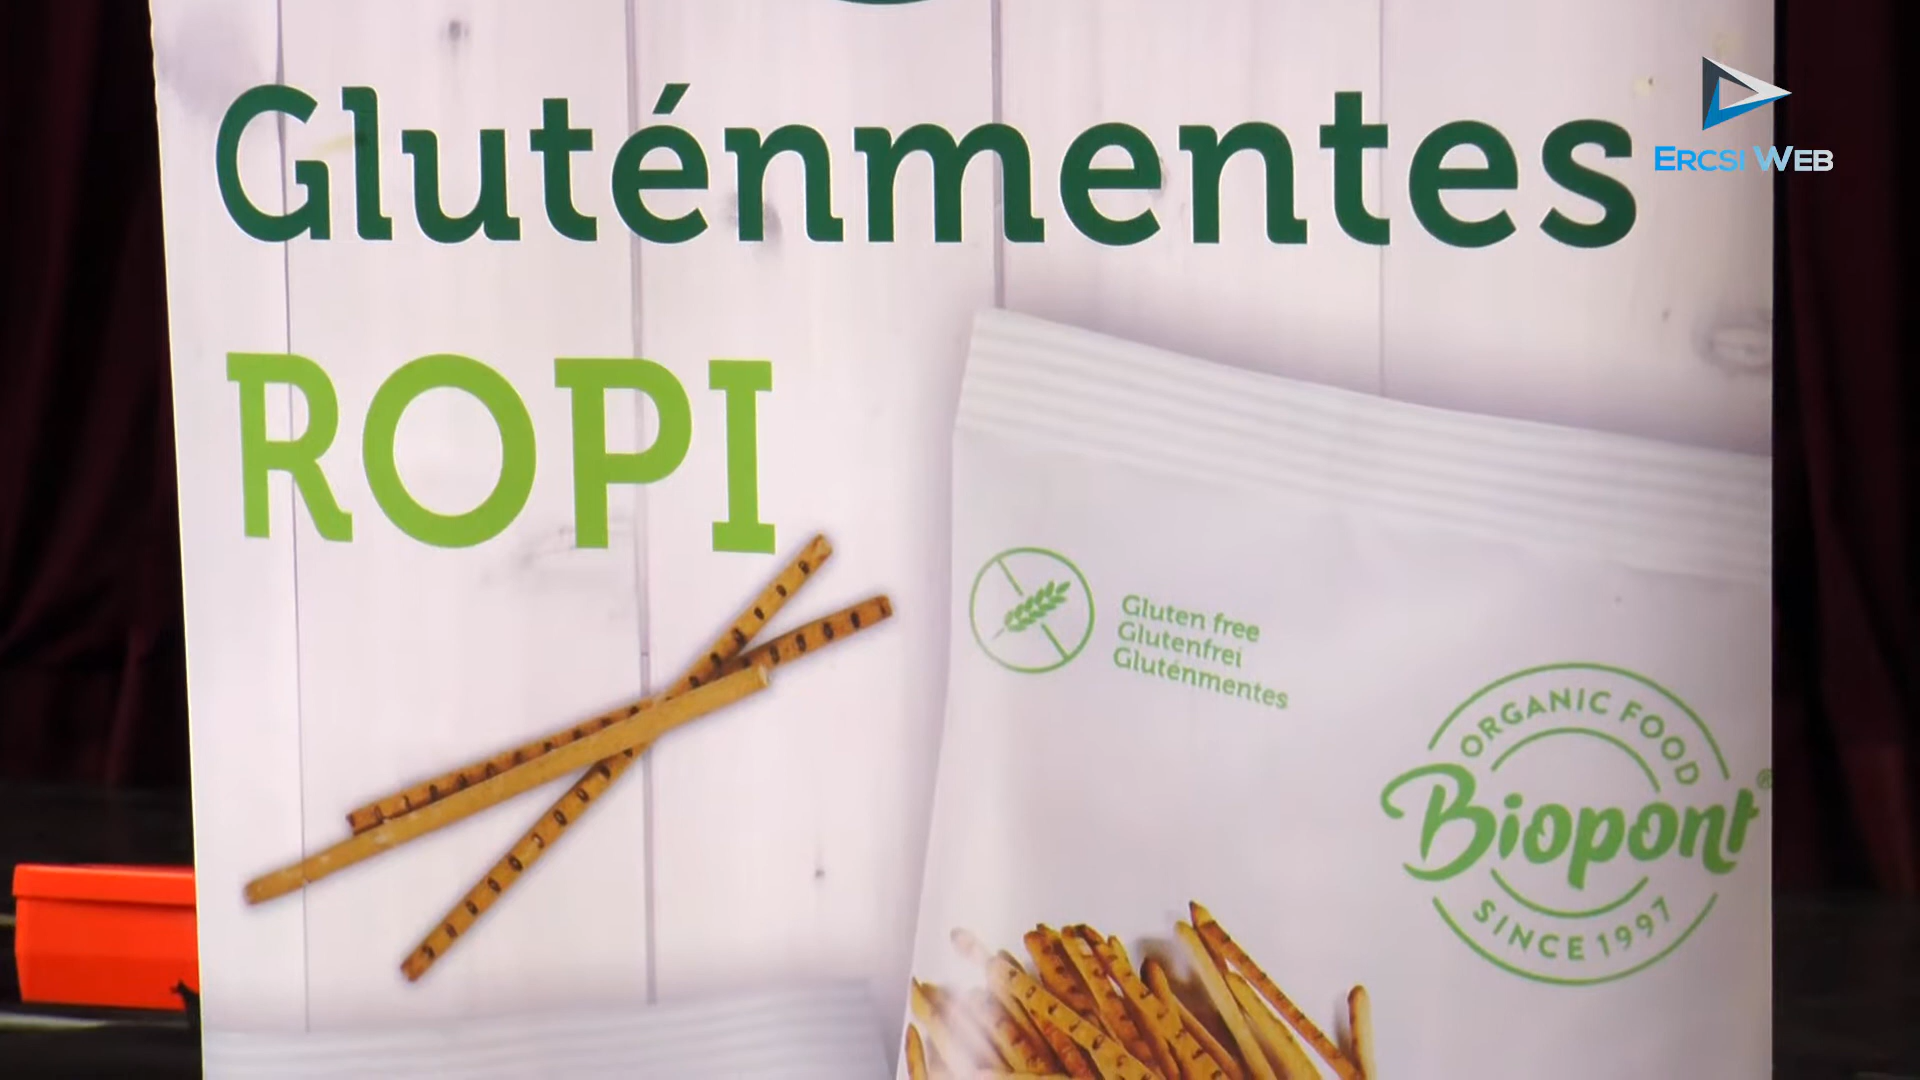 Gluténmentes
ERCSI WEB
ROPI
Gluten free
Glutenfrei
Gluténmentes
ORGANIC FOOD
Biopont®
SINCE 1997